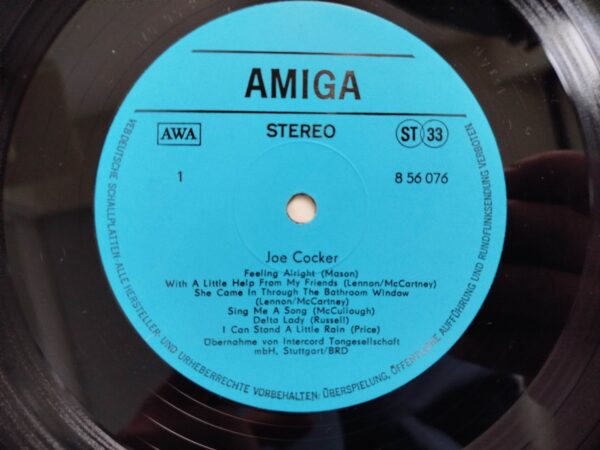 AMIGA
AWA
STEREO
ST 33
1
8 56 076
Joe Cocker
Feeling Alright (Mason)
With A Little Help From My Friends (Lennon/McCartney)
She Came In Through The Bathroom Window
(Lennon/McCartney)
Sing Me A Song (McCullough)
Delta Lady (Russell)
I Can Stand A Little Rain (Price)
Übernahme von Intercord Tongesellschaft
mbH, Stuttgart/BRD
VEB DEUTSCHE SCHALLPLATTEN·ALLE HERSTELLER- UND URHEBERRECHTE VORBEHALTEN: ÜBERSPIELUNG, ÖFFENTLICHE AUFFÜHRUNG UND RUNDFUNKSENDUNG VERBOTEN